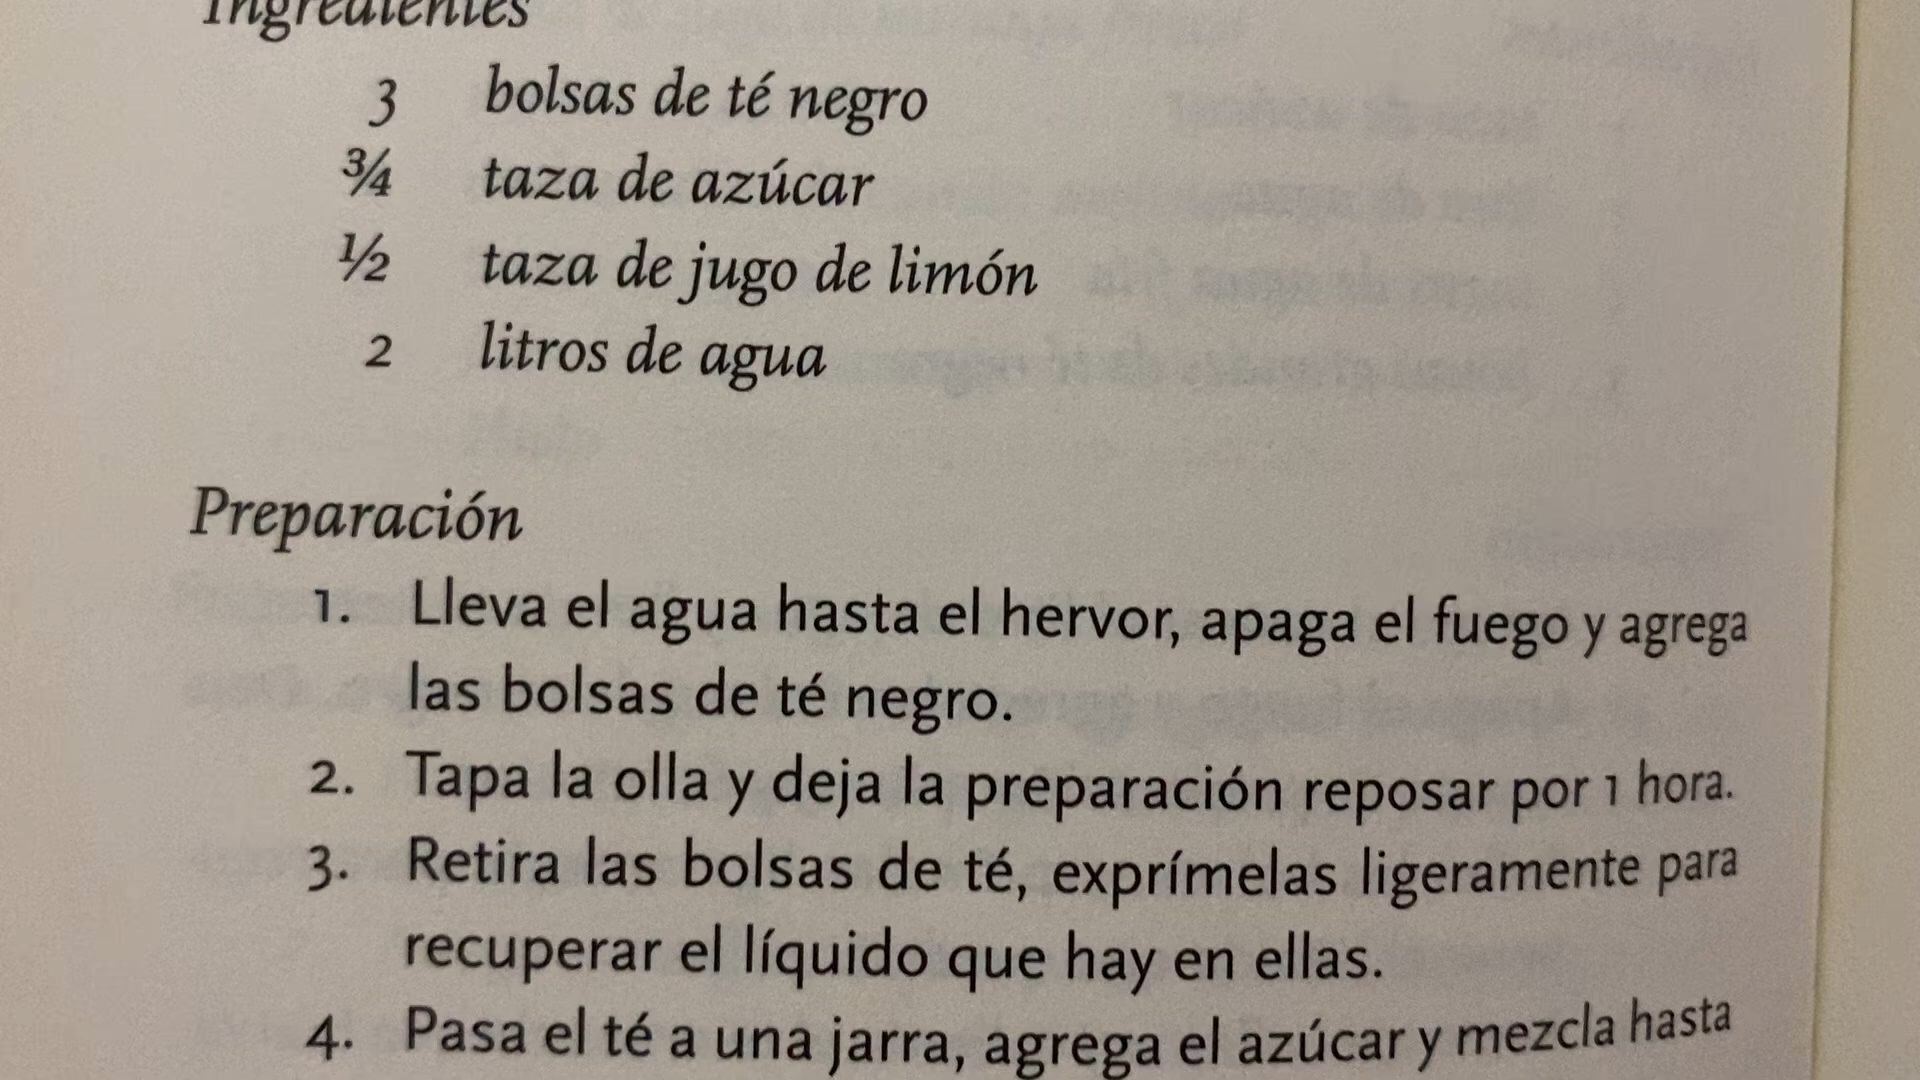 Ingredientes
3 bolsas de té negro
¾ taza de azúcar
½ taza de jugo de limón
2 litros de agua
Preparación
1. Lleva el agua hasta el hervor, apaga el fuego y agrega
las bolsas de té negro.
2. Tapa la olla y deja la preparación reposar por 1 hora.
3. Retira las bolsas de té, exprímelas ligeramente para
recuperar el líquido que hay en ellas.
4. Pasa el té a una jarra, agrega el azúcar y mezcla hasta